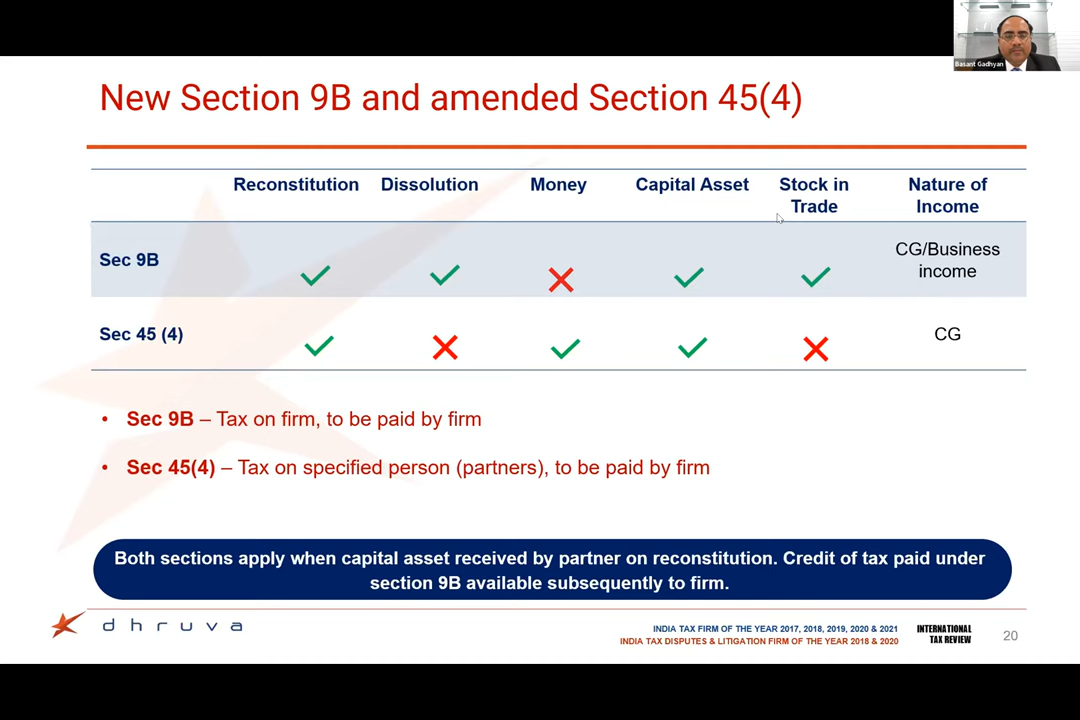 Basant Gadhyan
New Section 9B and amended Section 45(4)
Reconstitution Dissolution Money Capital Asset Stock in Trade Nature of Income
Sec 9B CG/Business income
Sec 45 (4) CG
• Sec 9B – Tax on firm, to be paid by firm
• Sec 45(4) – Tax on specified person (partners), to be paid by firm
Both sections apply when capital asset received by partner on reconstitution. Credit of tax paid under
section 9B available subsequently to firm.
dhruva
INDIA TAX FIRM OF THE YEAR 2017, 2018, 2019, 2020 & 2021
INDIA TAX DISPUTES & LITIGATION FIRM OF THE YEAR 2018 & 2020
INTERNATIONAL
TAX REVIEW
20